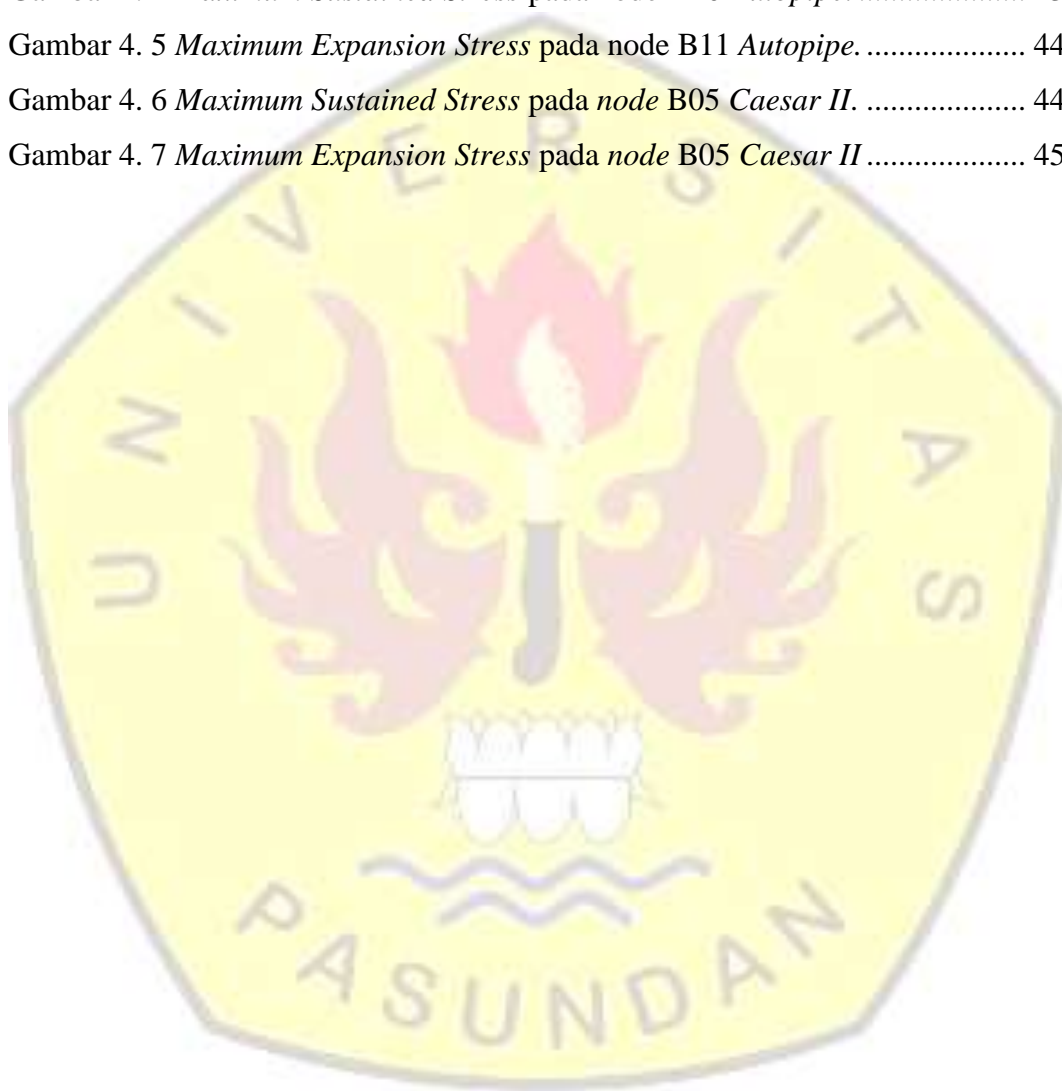 Gambar 4. 5 Maximum Expansion Stress pada node B11 Autopipe. ..................... 44
Gambar 4. 6 Maximum Sustained Stress pada node B05 Caesar II. ..................... 44
Gambar 4. 7 Maximum Expansion Stress pada node B05 Caesar II ..................... 45
UNIVERSITAS
PASUNDAN